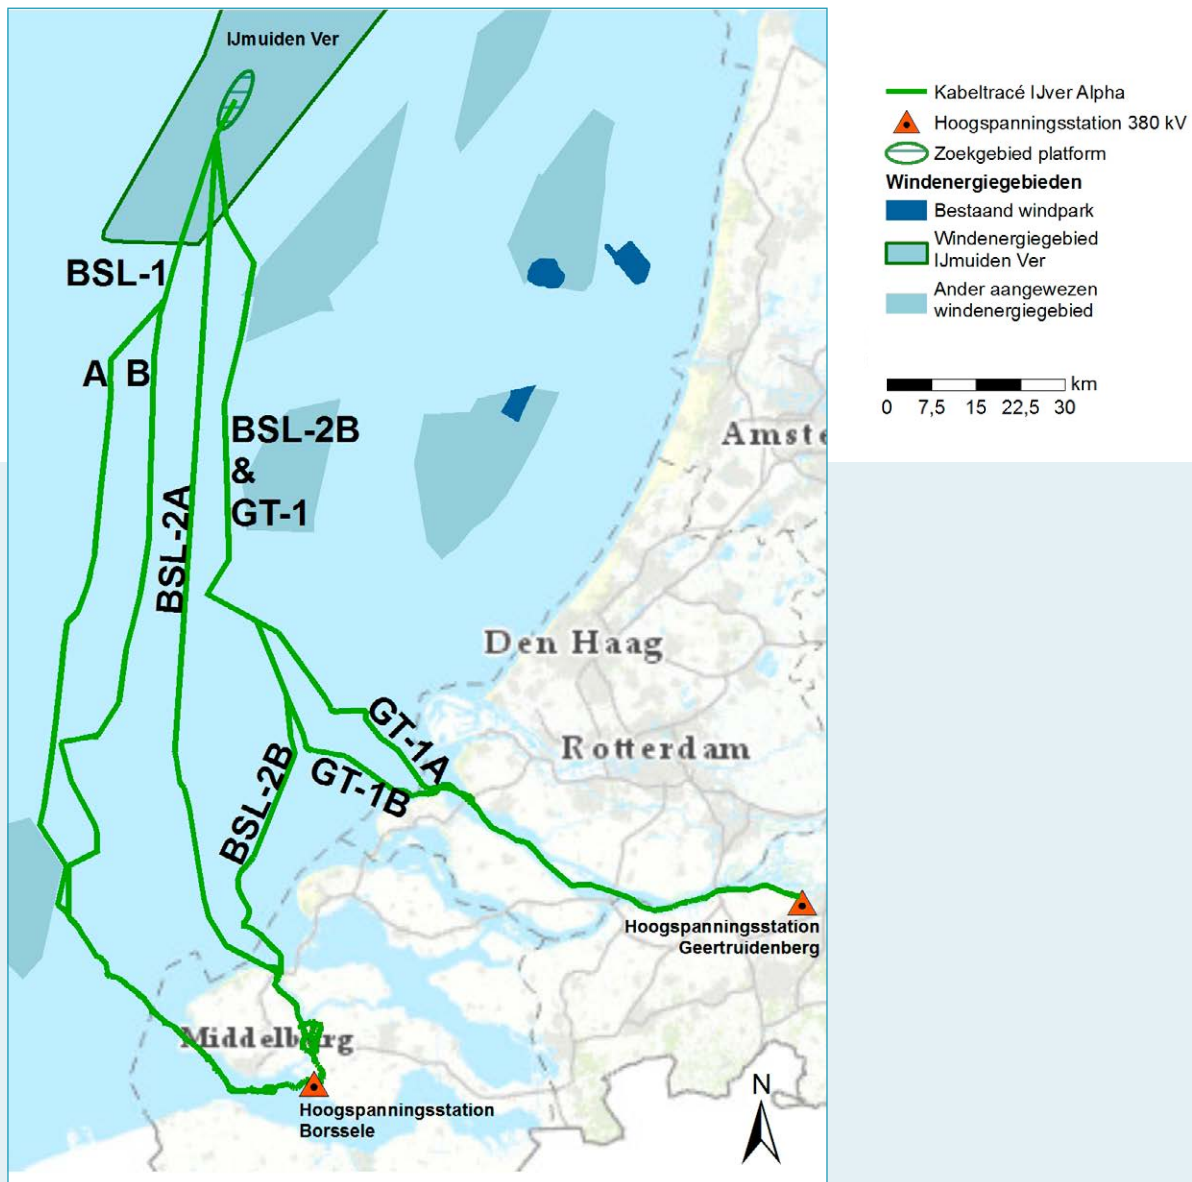 IJmuiden Ver
BSL-1
A B
BSL-2B
&
GT-1
BSL-2A
Amste
Den Haag
GT-1A
Rotterdam
GT-1B
BSL-2B
Hoogspanningsstation
Geertruidenberg
Middelburg
Hoogspanningsstation
Borssele
N
Kabeltracé IJver Alpha
Hoogspanningsstation 380 kV
Zoekgebied platform
Windenergiegebieden
Bestaand windpark
Windenergiegebied
IJmuiden Ver
Ander aangewezen
windenergiegebied
km
0 7,5 15 22,5 30